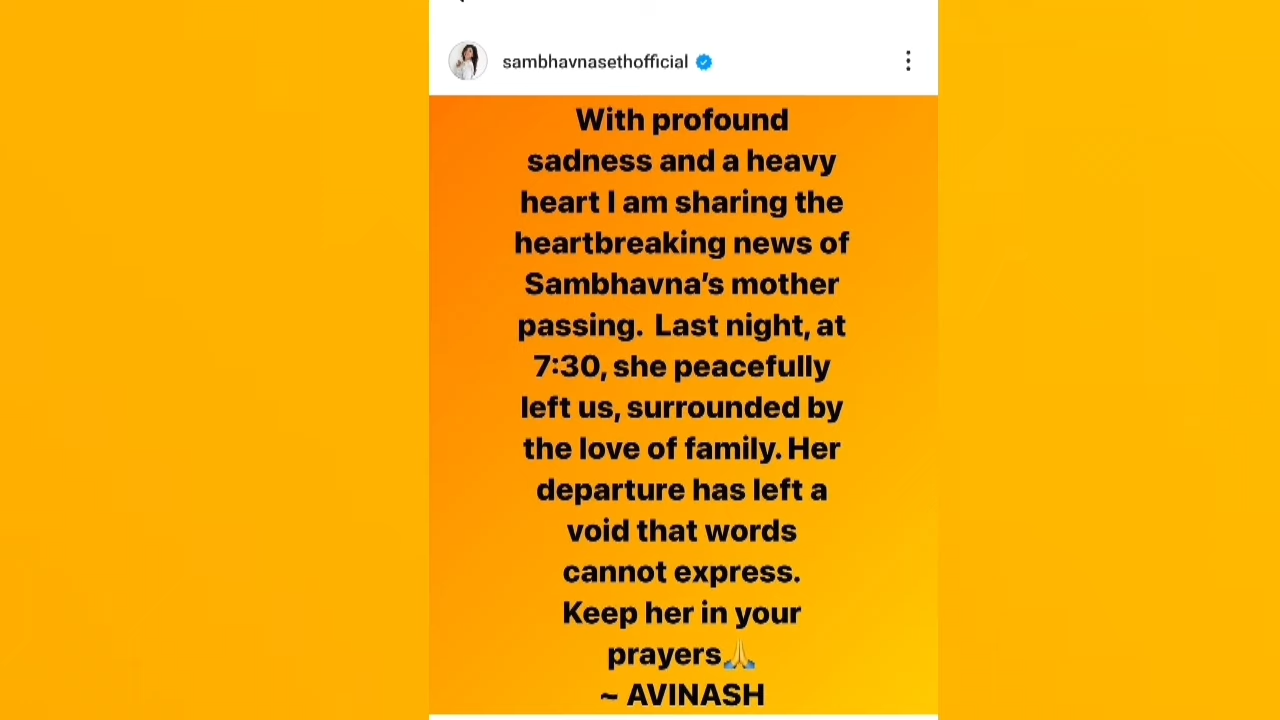 sambhavnasethofficial
With profound
sadness and a heavy
heart I am sharing the
heartbreaking news of
Sambhavna's mother
passing.  Last night, at
7:30, she peacefully
left us, surrounded by
the love of family. Her
departure has left a
void that words
cannot express.
Keep her in your
prayers🙏
~ AVINASH